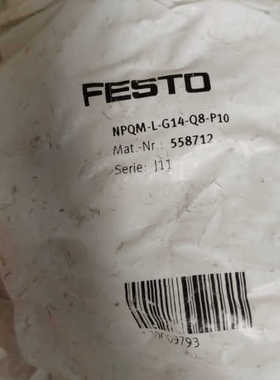 FESTO
NPQM-L-G14-Q8-P10
Mat.-Nr.: 558712
Serie: J11